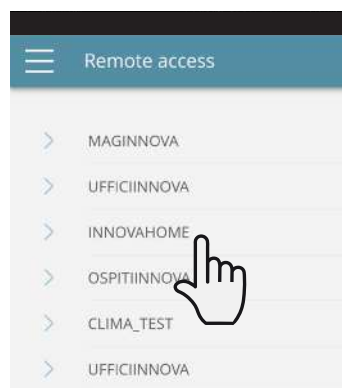 Remote access
MAGINNOVA
UFFICIINNOVA
INNOVAHOME
OSPITIINNOVA
CLIMA_TEST
UFFICIINNOVA